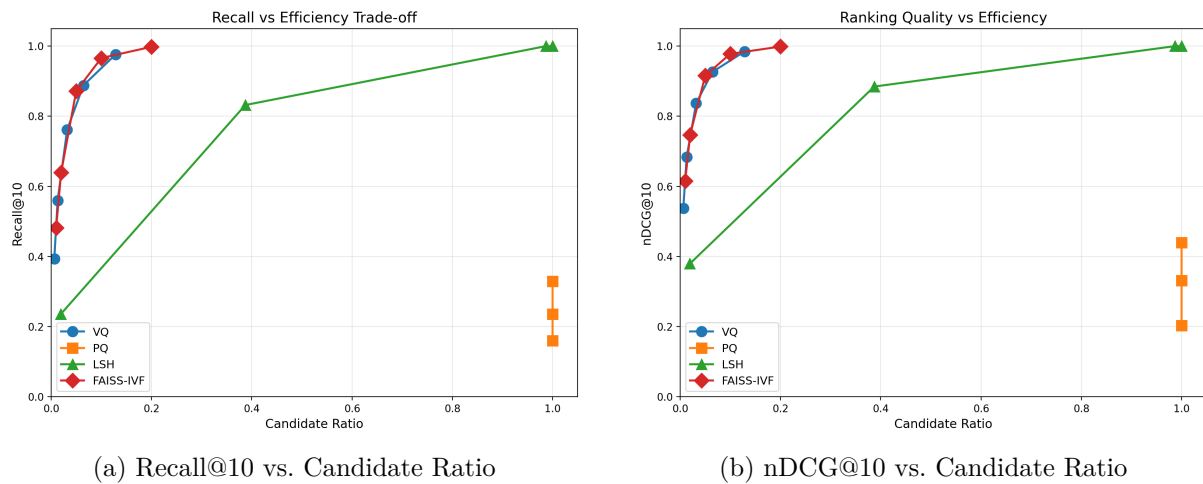 Recall vs Efficiency Trade-off
Recall@10
1.0
0.8
0.6
0.4
0.2
0.0
VQ
PQ
LSH
FAISS-IVF
0.0 0.2 0.4 0.6 0.8 1.0
Candidate Ratio
(a) Recall@10 vs. Candidate Ratio
Ranking Quality vs Efficiency
nDCG@10
1.0
0.8
0.6
0.4
0.2
0.0
VQ
PQ
LSH
FAISS-IVF
0.0 0.2 0.4 0.6 0.8 1.0
Candidate Ratio
(b) nDCG@10 vs. Candidate Ratio